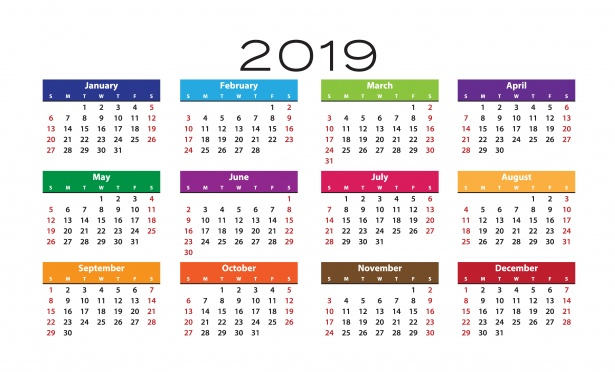 2019
January
S M T W T F S
1 2 3 4 5
6 7 8 9 10 11 12
13 14 15 16 17 18 19
20 21 22 23 24 25 26
27 28 29 30 31
February
S M T W T F S
1 2
3 4 5 6 7 8 9
10 11 12 13 14 15 16
17 18 19 20 21 22 23
24 25 26 27 28
March
S M T W T F S
1 2
3 4 5 6 7 8 9
10 11 12 13 14 15 16
17 18 19 20 21 22 23
24 25 26 27 28 29 30
31
April
S M T W T F S
1 2 3 4 5 6
7 8 9 10 11 12 13
14 15 16 17 18 19 20
21 22 23 24 25 26 27
28 29 30
May
S M T W T F S
1 2 3 4
5 6 7 8 9 10 11
12 13 14 15 16 17 18
19 20 21 22 23 24 25
26 27 28 29 30 31
June
S M T W T F S
1
2 3 4 5 6 7 8
9 10 11 12 13 14 15
16 17 18 19 20 21 22
23 24 25 26 27 28 29
30
July
S M T W T F S
1 2 3 4 5 6
7 8 9 10 11 12 13
14 15 16 17 18 19 20
21 22 23 24 25 26 27
28 29 30 31
August
S M T W T F S
1 2 3
4 5 6 7 8 9 10
11 12 13 14 15 16 17
18 19 20 21 22 23 24
25 26 27 28 29 30 31
September
S M T W T F S
1 2 3 4 5 6 7
8 9 10 11 12 13 14
15 16 17 18 19 20 21
22 23 24 25 26 27 28
29 30
October
S M T W T F S
1 2 3 4 5
6 7 8 9 10 11 12
13 14 15 16 17 18 19
20 21 22 23 24 25 26
27 28 29 30 31
November
S M T W T F S
1 2
3 4 5 6 7 8 9
10 11 12 13 14 15 16
17 18 19 20 21 22 23
24 25 26 27 28 29 30
December
S M T W T F S
1 2 3 4 5 6 7
8 9 10 11 12 13 14
15 16 17 18 19 20 21
22 23 24 25 26 27 28
29 30 31